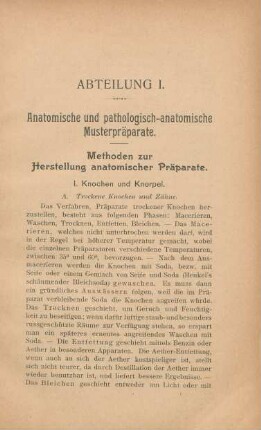 ABTEILUNG I.
Anatomische und pathologisch-anatomische
Musterpräparate.
Methoden zur
Herstellung anatomischer Präparate.
I. Knochen und Knorpel.
A. Trockene Knochen und Zähne.
Das Verfahren, Präparate trockener Knochen her-
zustellen, besteht aus folgenden Phasen: Macerieren,
Waschen, Trocknen, Entfetten, Bleichen. — Das Mace-
rieren, welches nicht unterbrochen werden darf, wird
in der Regel bei höherer Temperatur gemacht, wobei
die einzelnen Präparatoren verschiedene Temperaturen,
zwischen 35° und 60°, bevorzugen. — Nach dem Aus-
macerieren werden die Knochen mit Soda, bezw. mit
Seife oder einem Gemisch von Seife und Soda
schäumender Bleichsoda) gewaschen. Es muss dann
ein gründliches Auswässern folgen, weil die im Prä-
parat verbleibende Soda die Knochen angreifen würde.
Das Trocknen geschieht, um Geruch und Feuchtig-
keit zu beseitigen; wenn dafür luftige staub- und besonders
russgeschützte Räume zur Verfügung stehen, so erspart
man ein späteres erneutes angreifendes Waschen mit
Soda. — Die Entfettung geschieht mittels Benzin oder
Aether in besonderen Apparaten. Die Aether-Entfettung,
wenn auch an sich der Aether kostspieliger ist, stellt
sich nicht teurer, da durch Destillation der Aether immer
wieder benutzbar ist, und liefert bessere Ergebnisse. —
Das Bleichen geschieht entweder am Licht oder mit